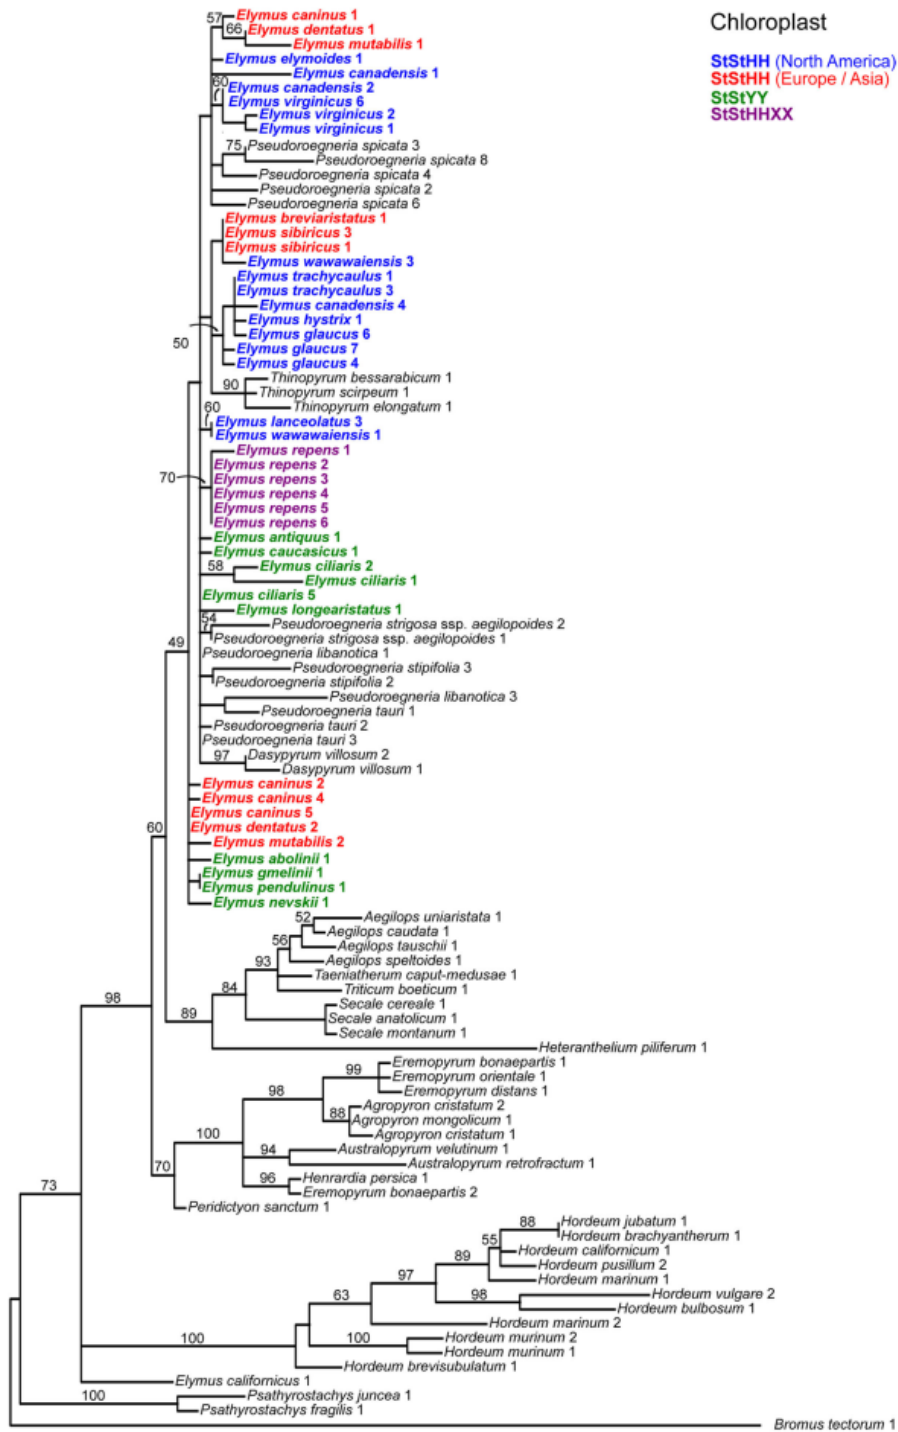 Chloroplast
StStHH (North America)
StStHH (Europe / Asia)
StStYY
StStHHXX
57
Elymus caninus 1
66
Elymus dentatus 1
Elymus mutabilis 1
Elymus elymoides 1
Elymus canadensis 1
60
Elymus canadensis 2
Elymus virginicus 6
Elymus virginicus 2
Elymus virginicus 1
75
Pseudoroegneria spicata 3
Pseudoroegneria spicata 8
Pseudoroegneria spicata 4
Pseudoroegneria spicata 2
Pseudoroegneria spicata 6
Elymus breviaristatus 1
Elymus sibiricus 3
Elymus sibiricus 1
Elymus wawawaiensis 3
Elymus trachycaulus 1
Elymus trachycaulus 3
Elymus canadensis 4
Elymus hystrix 1
Elymus glaucus 6
50
Elymus glaucus 7
Elymus glaucus 4
Thinopyrum bessarabicum 1
90
Thinopyrum scirpeum 1
Thinopyrum elongatum 1
60
Elymus lanceolatus 3
Elymus wawawaiensis 1
Elymus repens 1
Elymus repens 2
70
Elymus repens 3
Elymus repens 4
Elymus repens 5
Elymus repens 6
Elymus antiquus 1
Elymus caucasicus 1
58
Elymus ciliaris 2
Elymus ciliaris 1
Elymus ciliaris 5
Elymus longearistatus 1
54
Pseudoroegneria strigosa ssp. aegilopoides 2
Pseudoroegneria strigosa ssp. aegilopoides 1
49
Pseudoroegneria libanotica 1
Pseudoroegneria stipifolia 3
Pseudoroegneria stipifolia 2
Pseudoroegneria libanotica 3
Pseudoroegneria tauri 1
Pseudoroegneria tauri 2
Pseudoroegneria tauri 3
97
Dasypyrum villosum 2
Dasypyrum villosum 1
Elymus caninus 2
Elymus caninus 4
Elymus caninus 5
60
Elymus dentatus 2
Elymus mutabilis 2
Elymus abolinii 1
Elymus gmelinii 1
Elymus pendulinus 1
Elymus nevskii 1
52
Aegilops uniaristata 1
Aegilops caudata 1
56
Aegilops tauschii 1
93
Aegilops speltoides 1
Taeniatherum caput-medusae 1
84
Triticum boeticum 1
98
Secale cereale 1
89
Secale anatolicum 1
Secale montanum 1
Heteranthelium piliferum 1
Eremopyrum bonaepartis 1
99
Eremopyrum orientale 1
98
Eremopyrum distans 1
Agropyron cristatum 2
88
Agropyron mongolicum 1
100
Agropyron cristatum 1
94
Australopyrum velutinum 1
70
Australopyrum retrofractum 1
96
Henrardia persica 1
73
Eremopyrum bonaepartis 2
Peridictyon sanctum 1
88
Hordeum jubatum 1
Hordeum brachyantherum 1
55
Hordeum californicum 1
89
Hordeum pusillum 2
97
Hordeum marinum 1
63
98
Hordeum vulgare 2
Hordeum bulbosum 1
Hordeum marinum 2
100
100
Hordeum murinum 2
Hordeum murinum 1
Hordeum brevisubulatum 1
Elymus californicus 1
100
Psathyrostachys juncea 1
Psathyrostachys fragilis 1
Bromus tectorum 1